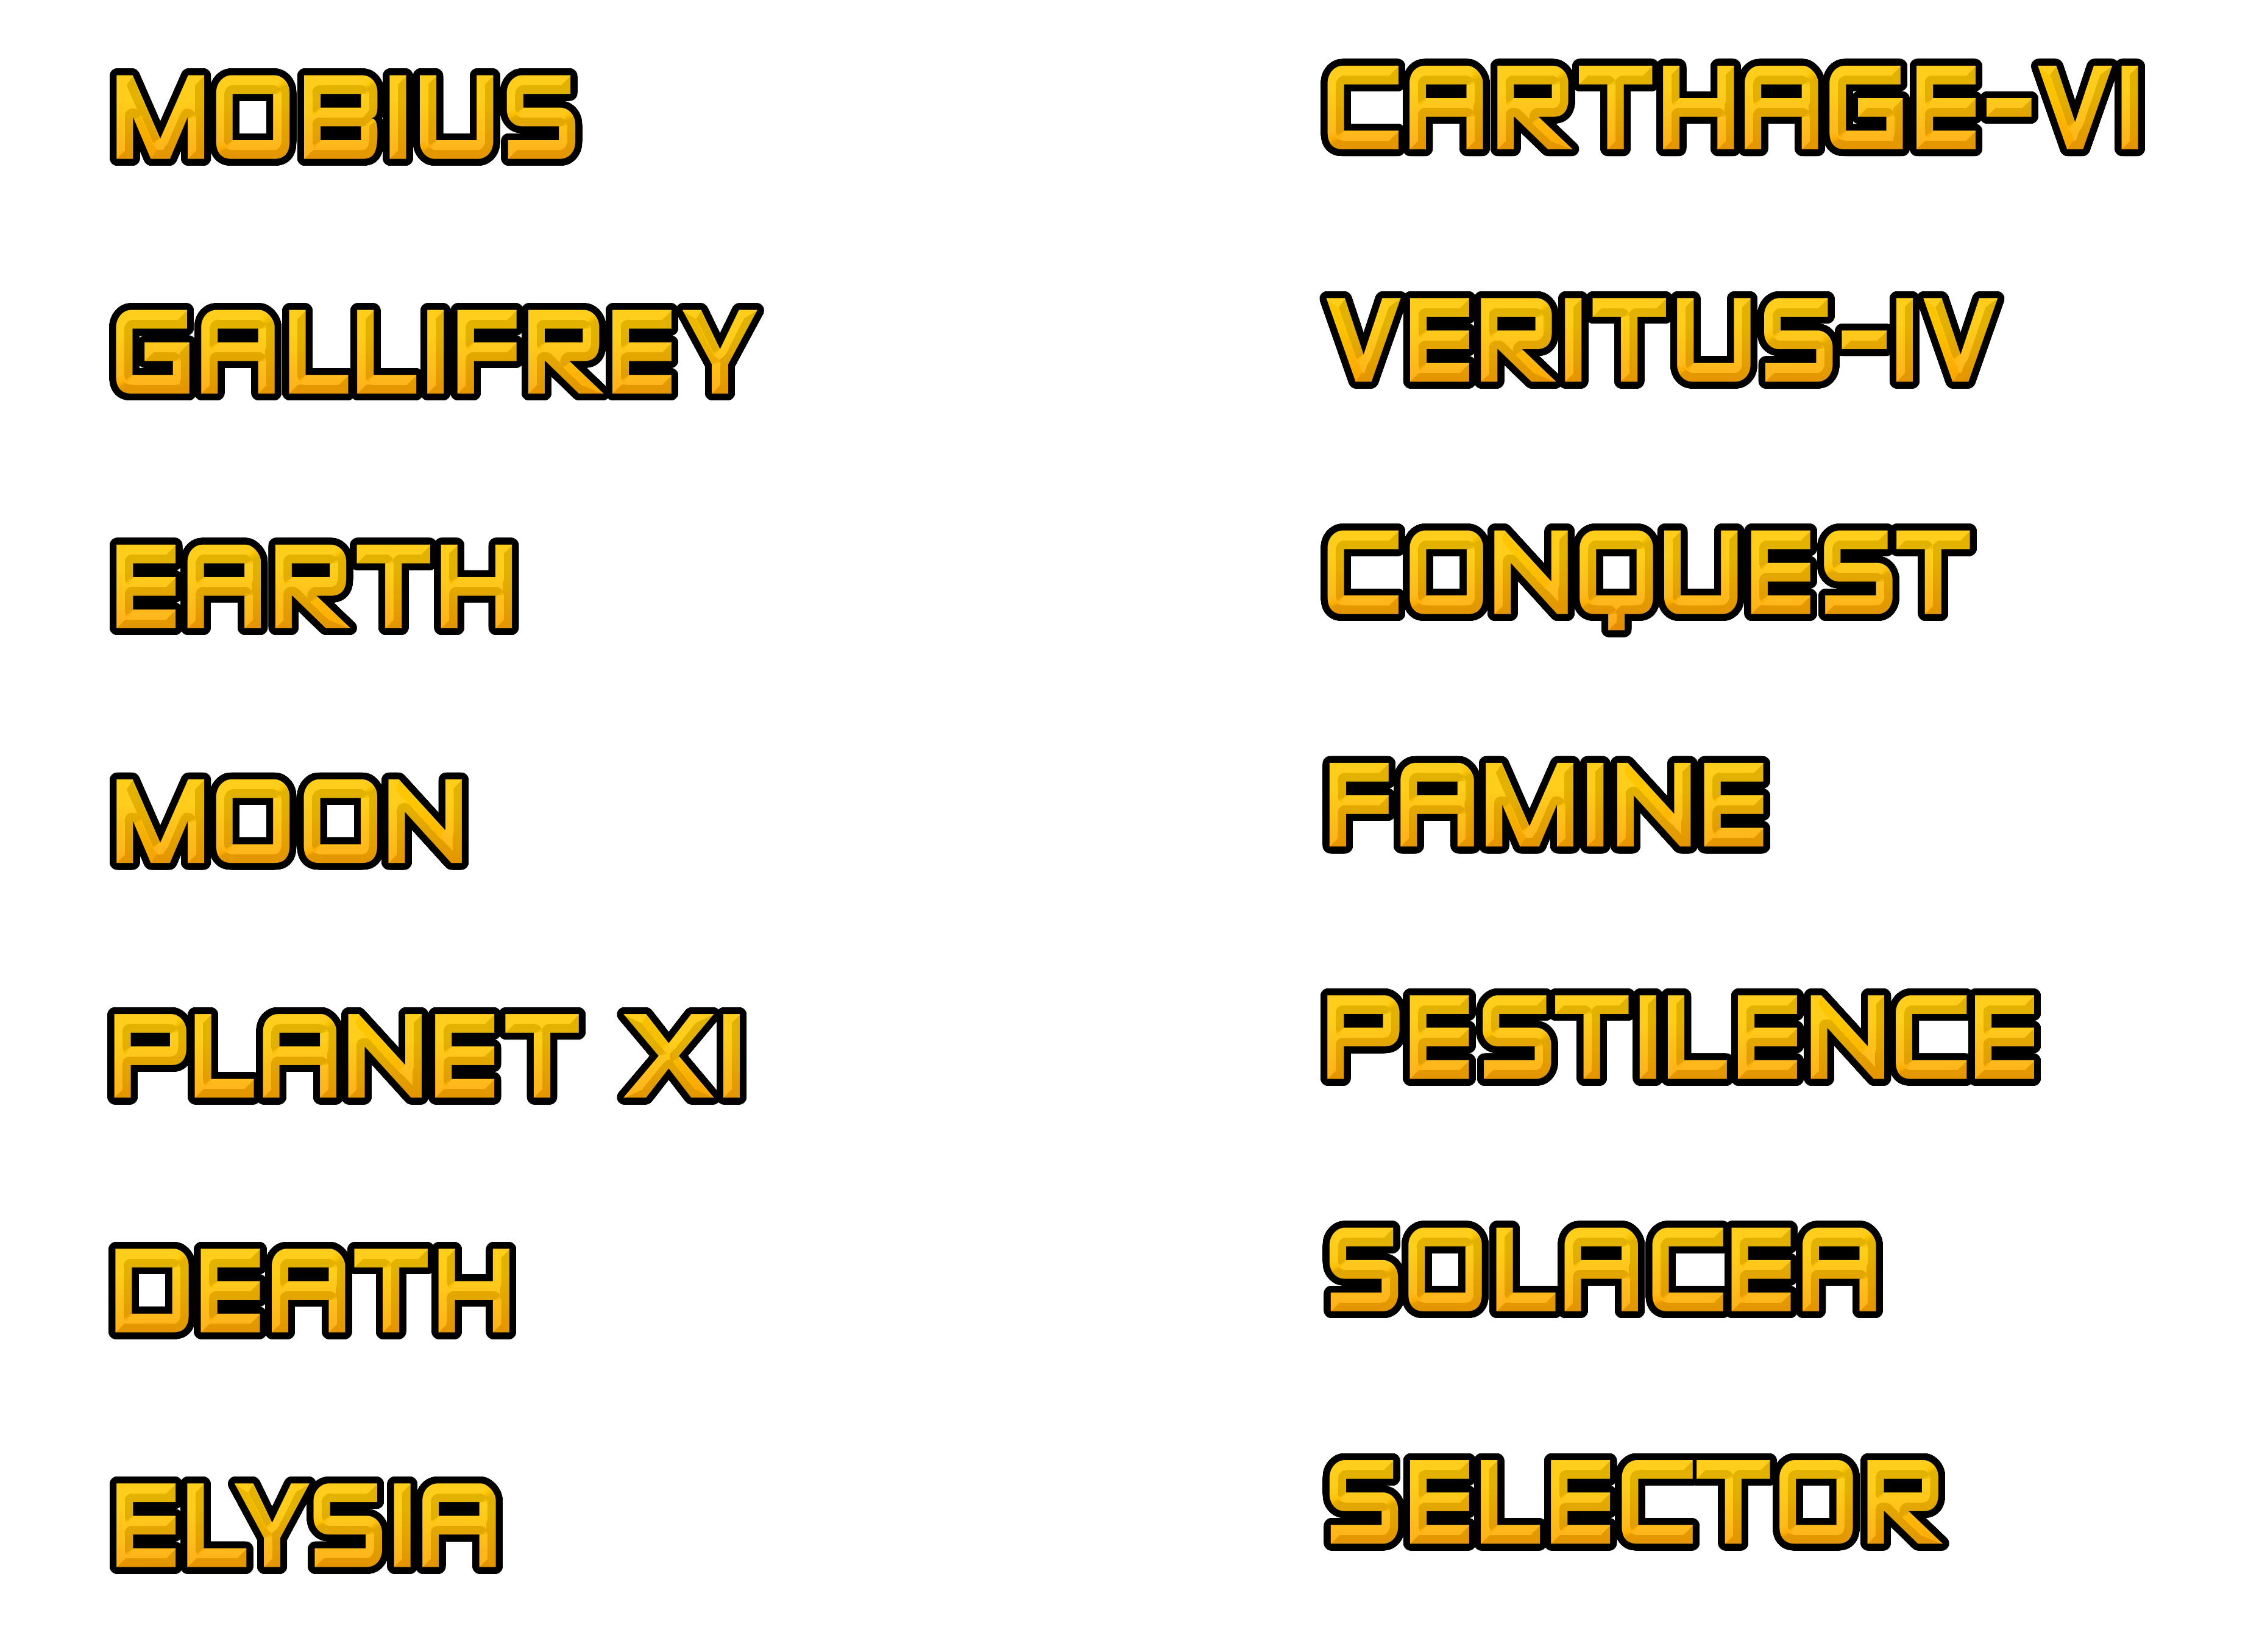 MOBIUS
GALLIFREY
EARTH
MOON
PLANET XI
DEATH
ELYSIA
CARTHAGE-VI
VERITUS-IV
CONQUEST
FAMINE
PESTILENCE
SOLACEA
SELECTOR